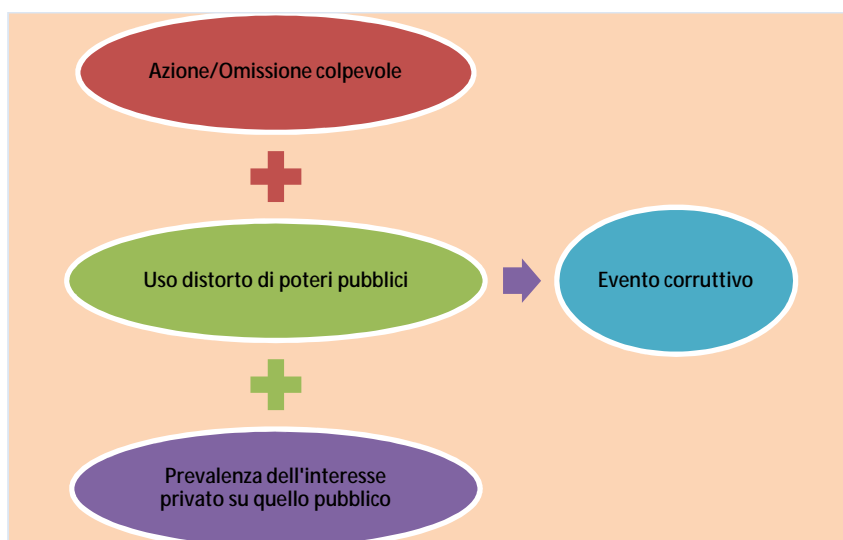 Azione/Omissione colpevole
Uso distorto di poteri pubblici
Evento corruttivo
Prevalenza dell'interesse
privato su quello pubblico